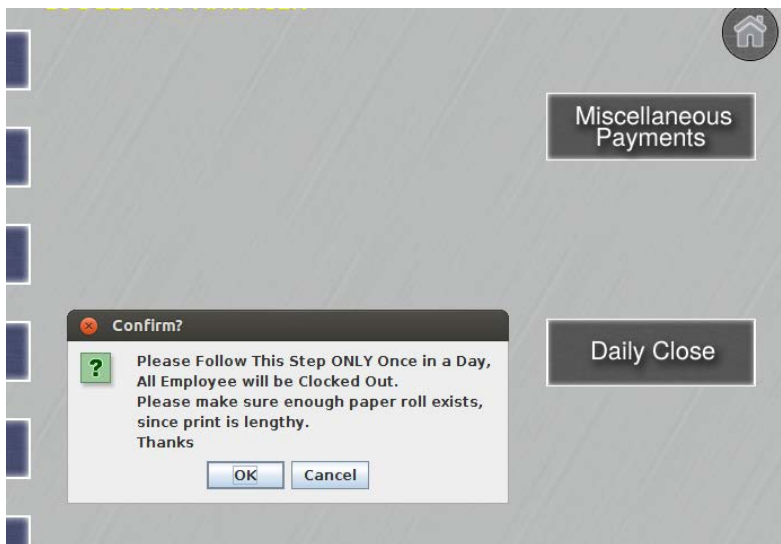 Miscellaneous
Payments
Confirm?
Please Follow This Step ONLY Once in a Day,
All Employee will be Clocked Out.
Please make sure enough paper roll exists,
since print is lengthy.
Thanks
OK Cancel
Daily Close